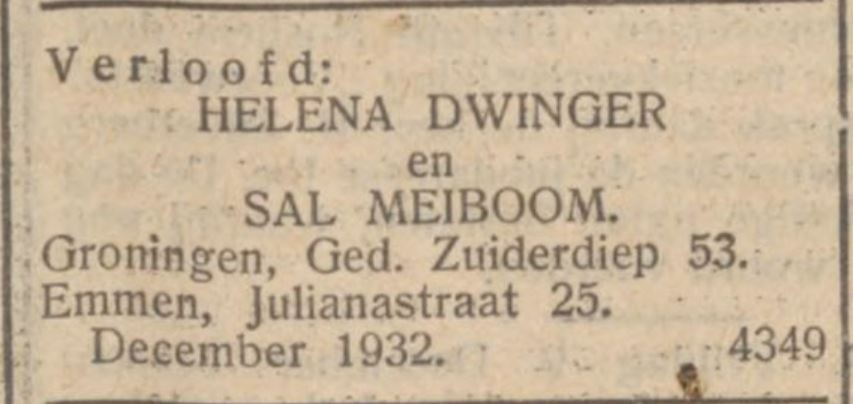 Verloofd:
HELENA DWINGER
en
SAL MEIBOOM.
Groningen, Ged. Zuiderdiep 53.
Emmen, Julianastraat 25.
December 1932. 4349